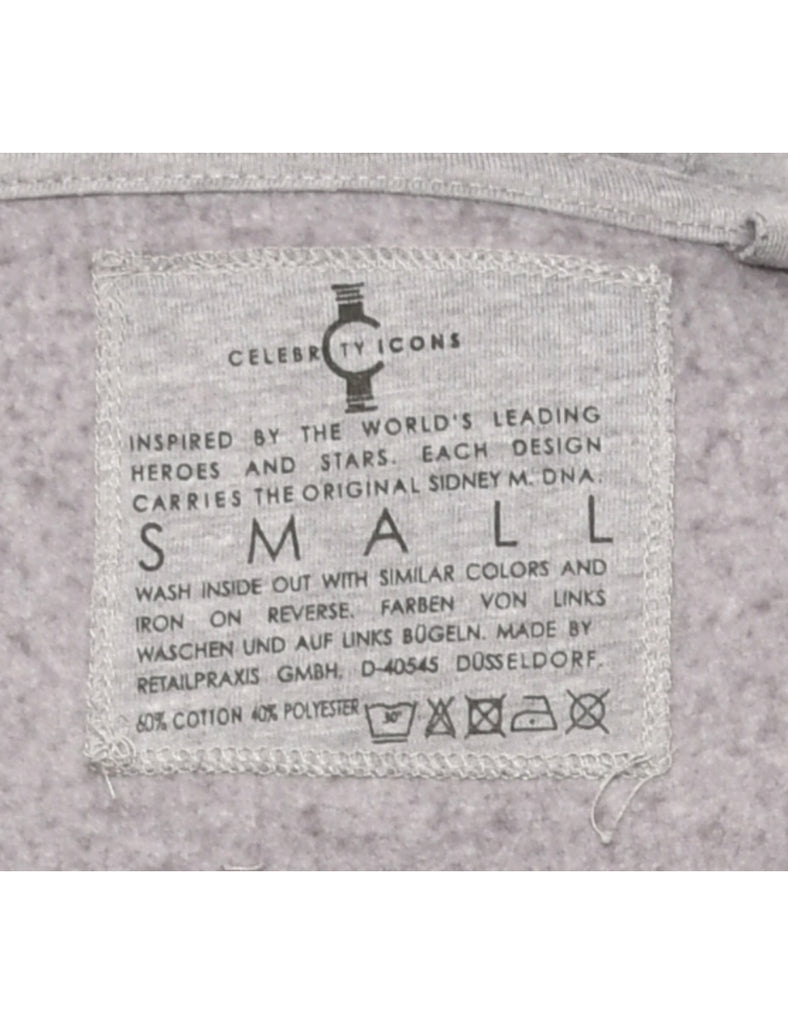 CELEBRITY ICONS
INSPIRED BY THE WORLD'S LEADING
HEROES AND STARS. EACH DESIGN
CARRIES THE ORIGINAL SIDNEY M. DNA.
SMALL
WASH INSIDE OUT WITH SIMILAR COLORS AND
IRON ON REVERSE. FARBEN VON LINKS
WASCHEN UND AUF LINKS BÜGELN. MADE BY
RETAILPRAXIS GMBH. D-40545 DÜSSELDORF.
60% COTTON 40% POLYESTER 30°